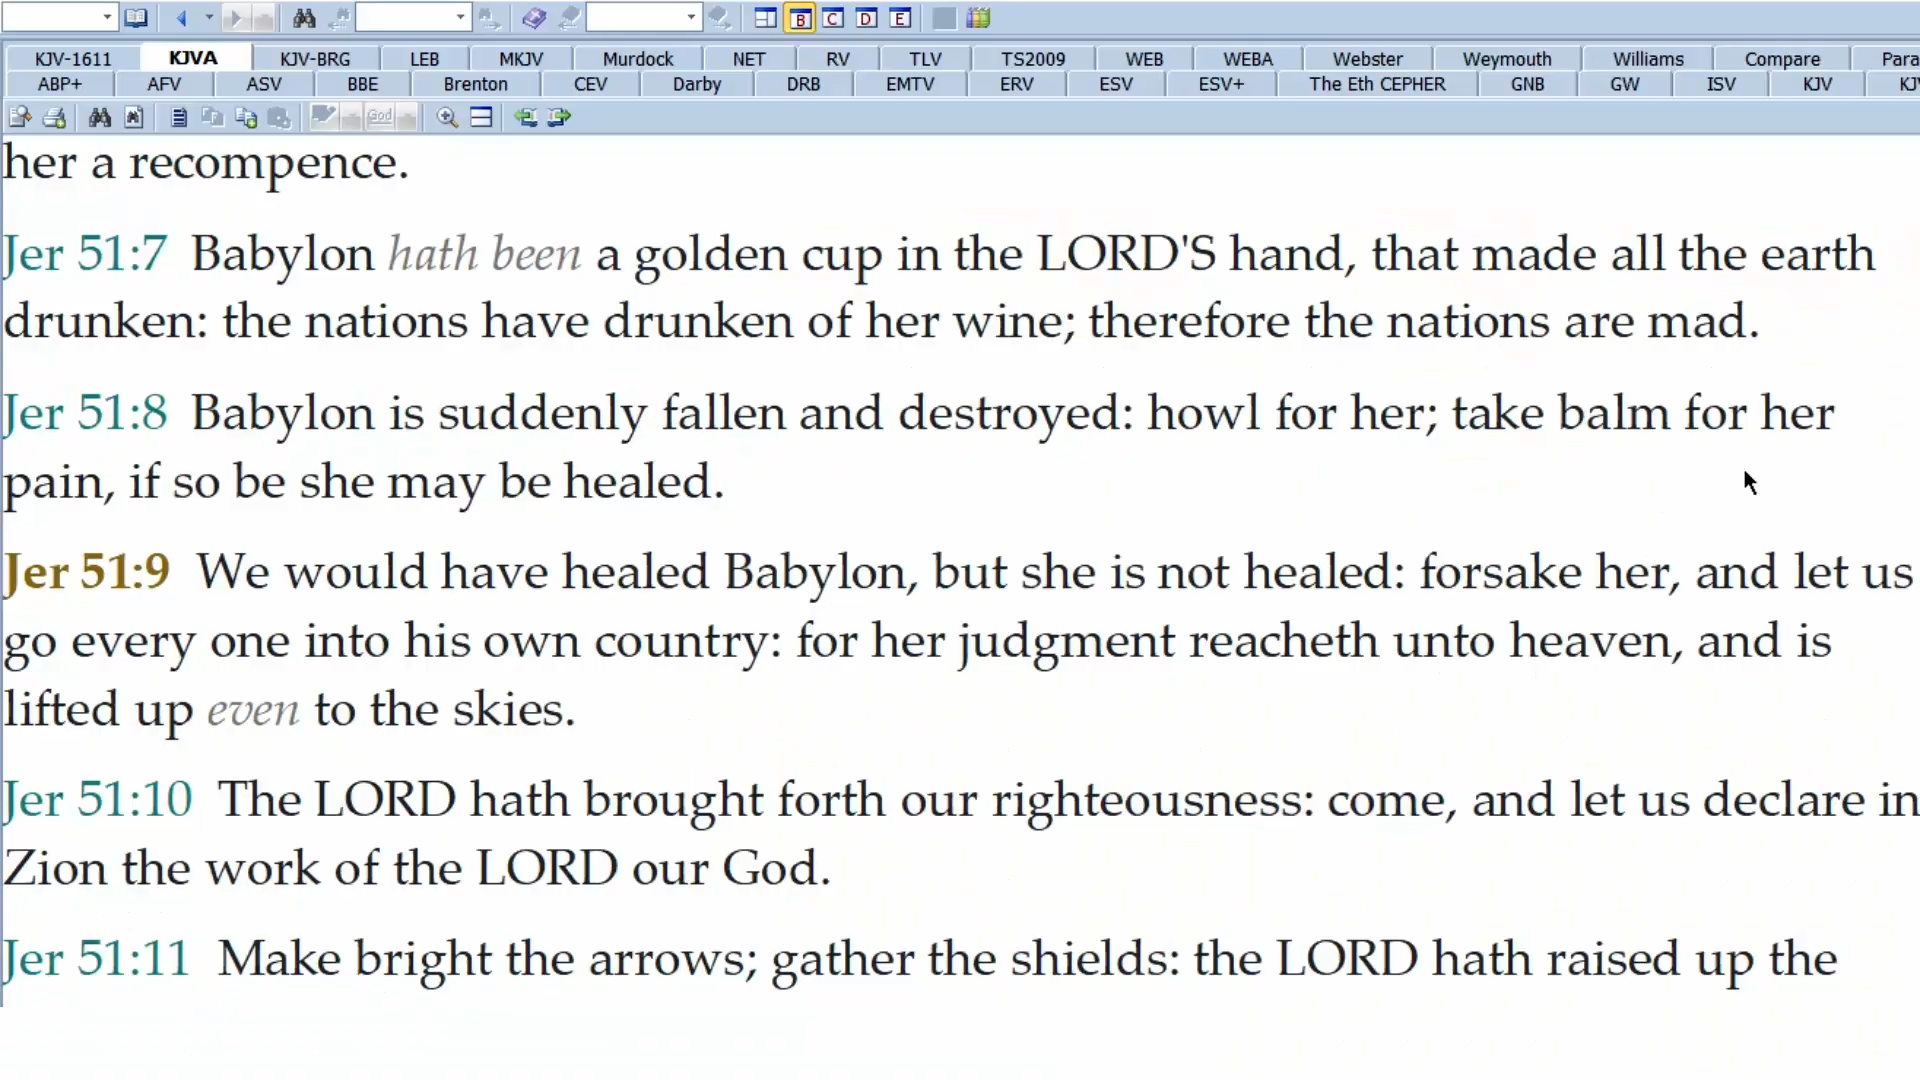 B C D E
KJV-1611 KJVA KJV-BRG LEB MKJV Murdock NET RV TLV TS2009 WEB WEBA Webster Weymouth Williams Compare Para
ABP+ AFV ASV BBE Brenton CEV Darby DRB EMTV ERV ESV ESV+ The Eth CEPHER GNB GW ISV KJV KJ
God
her a recompence.
Jer 51:7 Babylon hath been a golden cup in the LORD'S hand, that made all the earth
drunken: the nations have drunken of her wine; therefore the nations are mad.
Jer 51:8 Babylon is suddenly fallen and destroyed: howl for her; take balm for her
pain, if so be she may be healed.
Jer 51:9 We would have healed Babylon, but she is not healed: forsake her, and let us
go every one into his own country: for her judgment reacheth unto heaven, and is
lifted up even to the skies.
Jer 51:10 The LORD hath brought forth our righteousness: come, and let us declare in
Zion the work of the LORD our God.
Jer 51:11 Make bright the arrows; gather the shields: the LORD hath raised up the